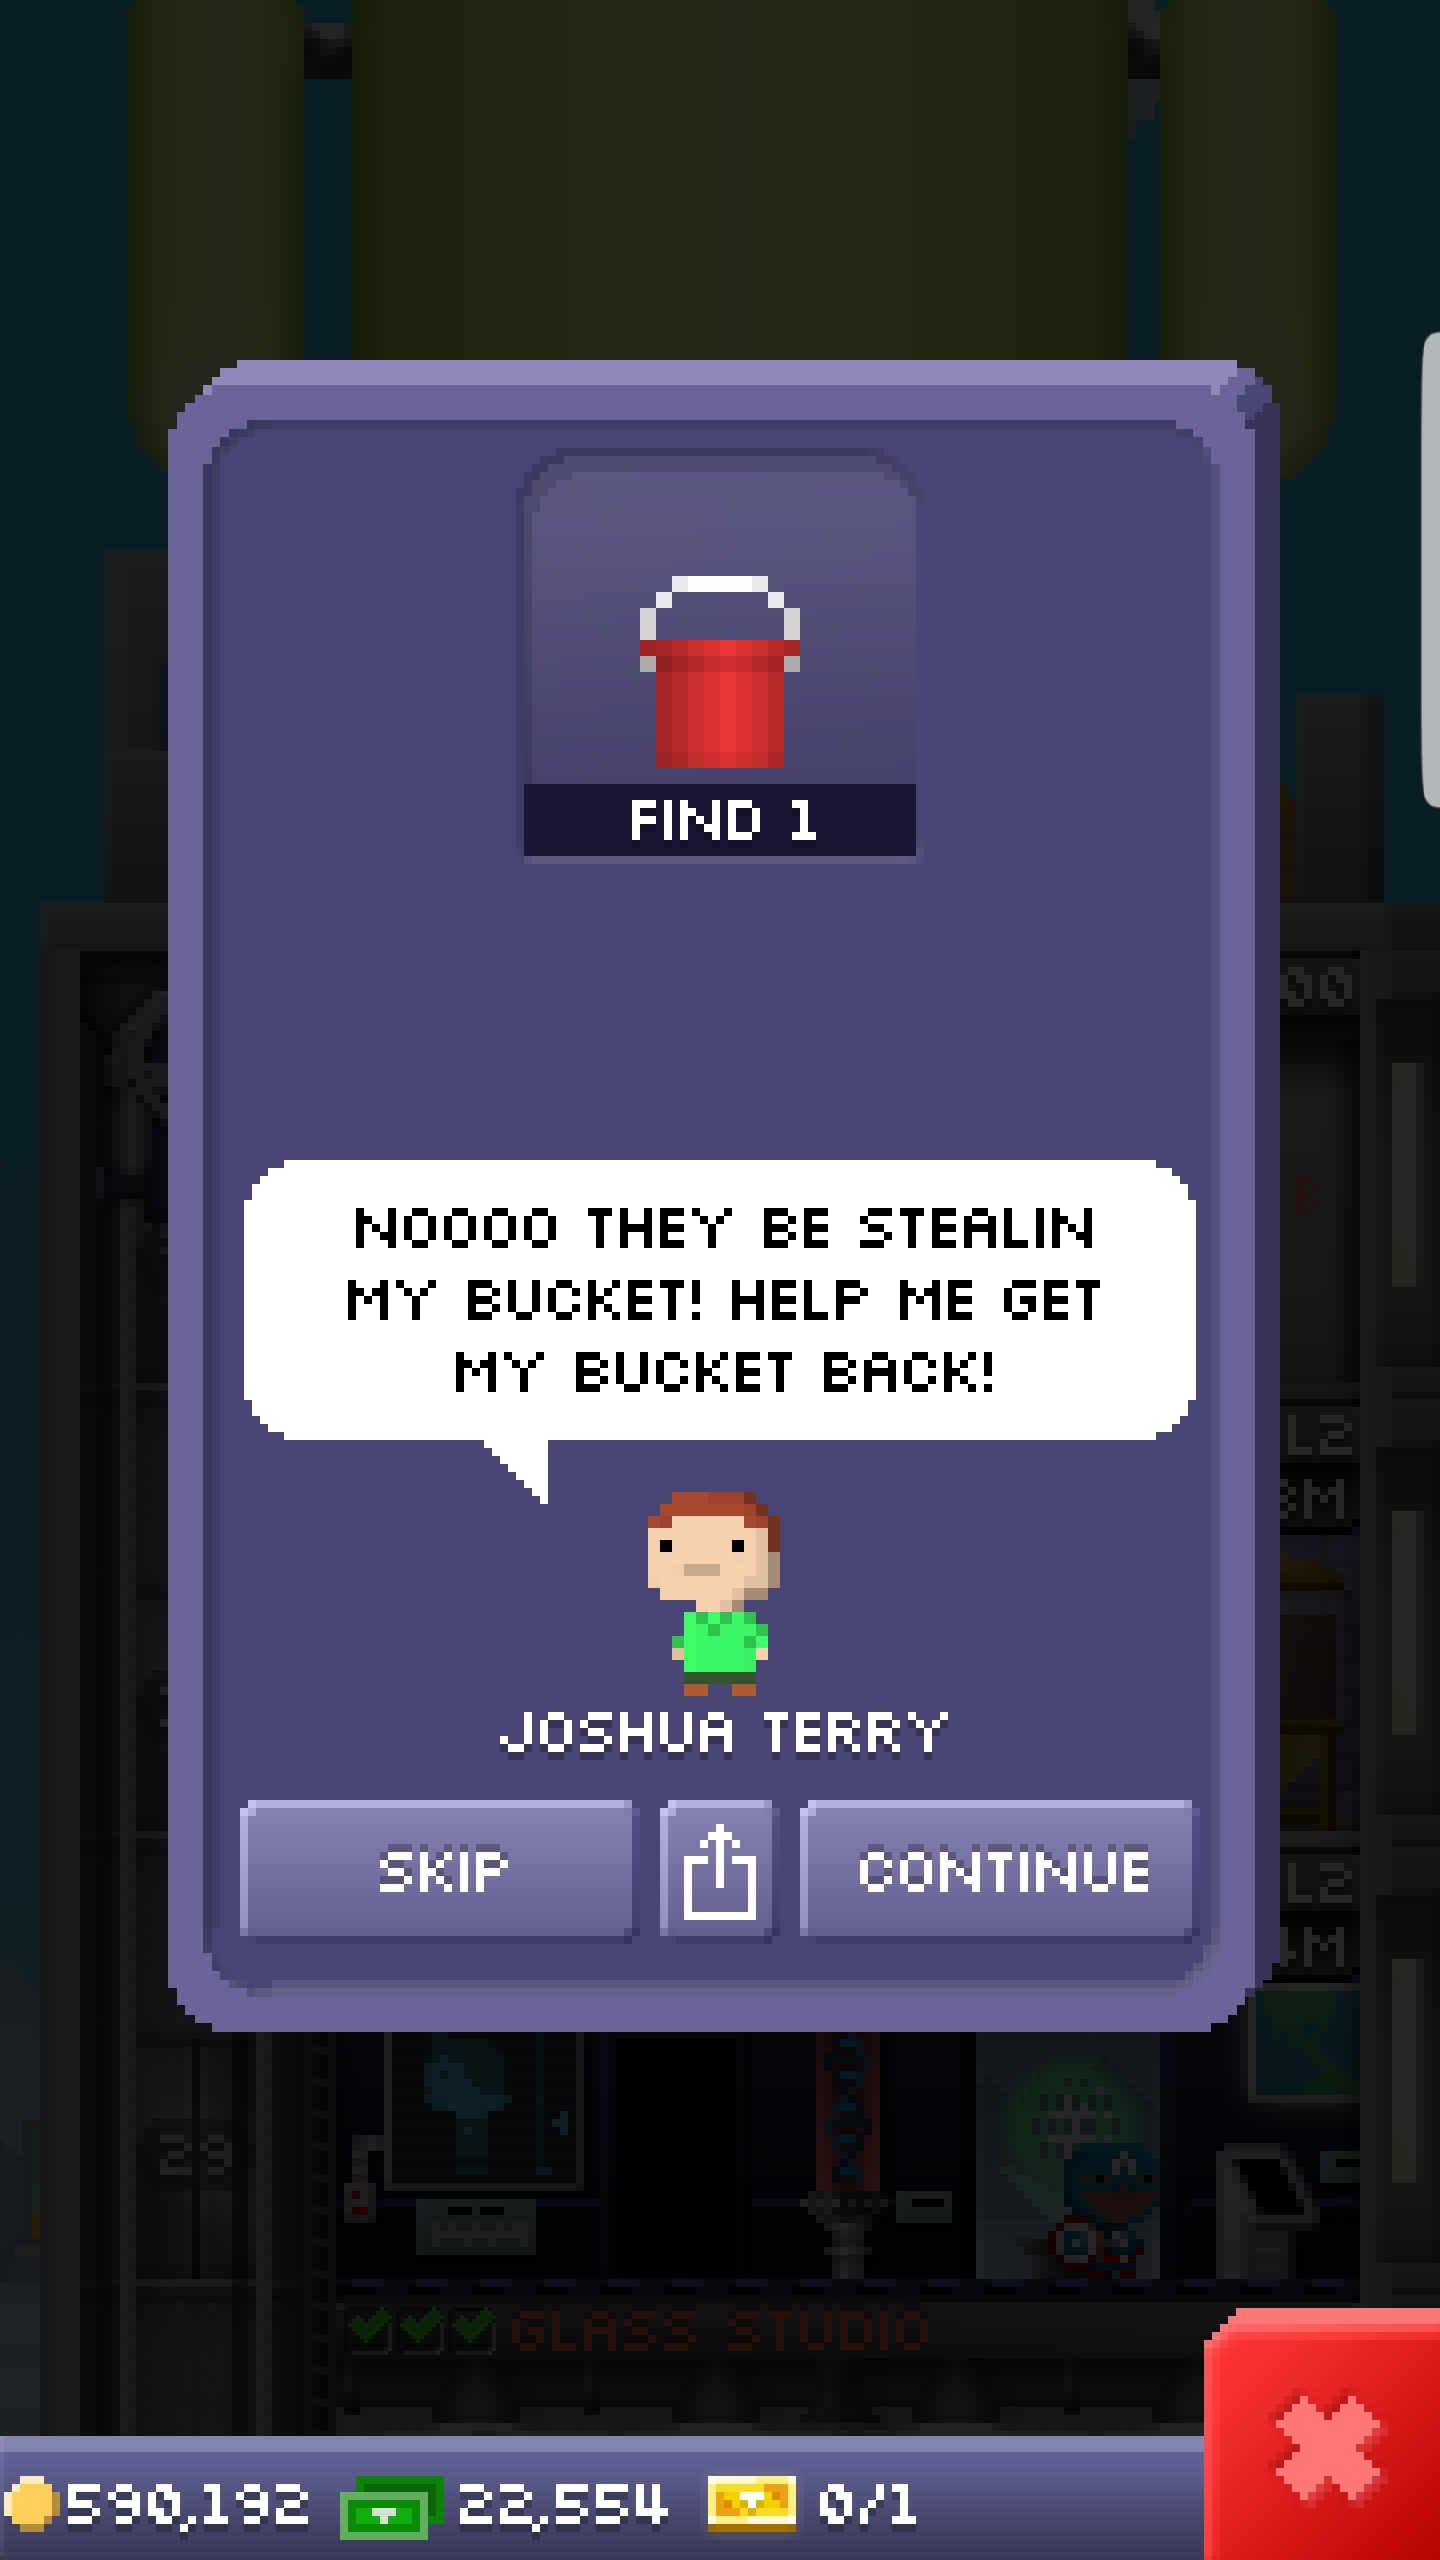 FIND 1
NOOOO THEY BE STEALIN
MY BUCKET! HELP ME GET
MY BUCKET BACK!
JOSHUA TERRY
SKIP
CONTINUE
29
GLASS STUDIO
590,192
22,554
0/1